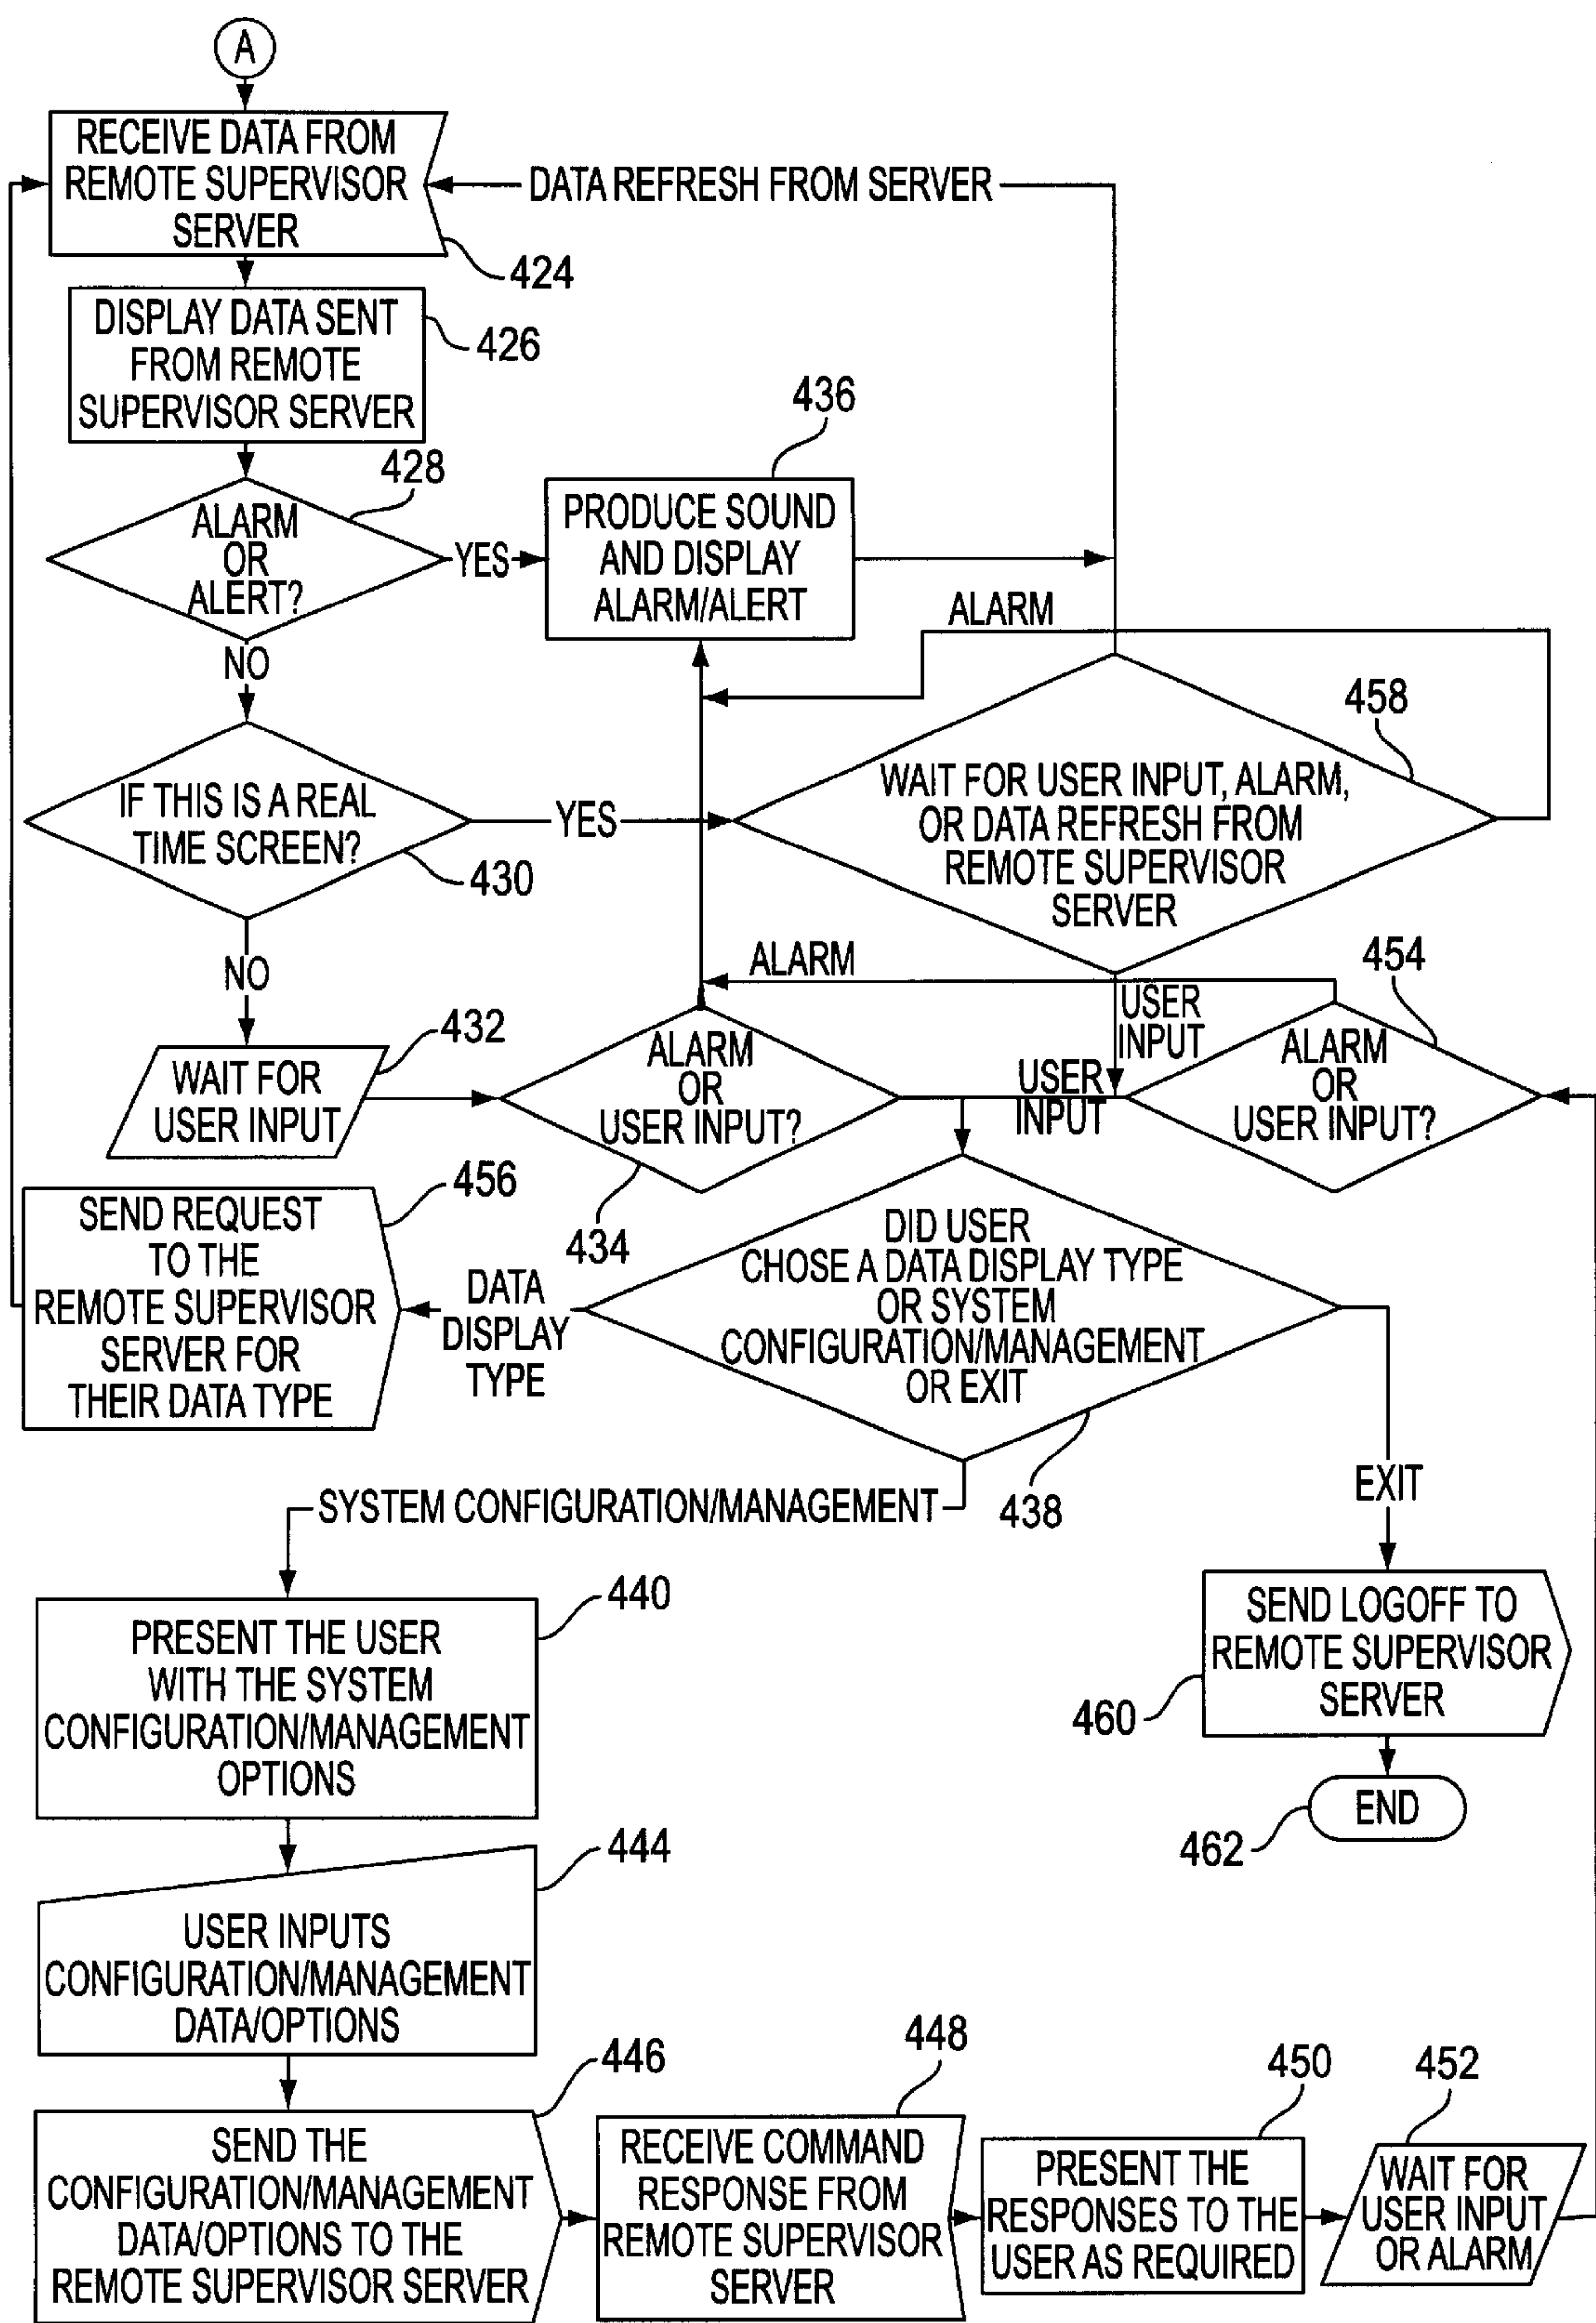 A
RECEIVE DATA FROM
REMOTE SUPERVISOR
SERVER
DATA REFRESH FROM SERVER
424
DISPLAY DATA SENT
FROM REMOTE
SUPERVISOR SERVER
426
428
ALARM
OR
ALERT?
YES
436
PRODUCE SOUND
AND DISPLAY
ALARM/ALERT
NO
ALARM
IF THIS IS A REAL
TIME SCREEN?
430
YES
458
WAIT FOR USER INPUT, ALARM,
OR DATA REFRESH FROM
REMOTE SUPERVISOR
SERVER
NO
ALARM
USER
INPUT
454
432
WAIT FOR
USER INPUT
ALARM
OR
USER INPUT?
434
USER
INPUT
ALARM
OR
USER INPUT?
456
SEND REQUEST
TO THE
REMOTE SUPERVISOR
SERVER FOR
THEIR DATA TYPE
DATA
DISPLAY
TYPE
DID USER
CHOSE A DATA DISPLAY TYPE
OR SYSTEM
CONFIGURATION/MANAGEMENT
OR EXIT
438
EXIT
SYSTEM CONFIGURATION/MANAGEMENT
440
PRESENT THE USER
WITH THE SYSTEM
CONFIGURATION/MANAGEMENT
OPTIONS
SEND LOGOFF TO
REMOTE SUPERVISOR
SERVER
460
END
462
444
USER INPUTS
CONFIGURATION/MANAGEMENT
DATA/OPTIONS
446
SEND THE
CONFIGURATION/MANAGEMENT
DATA/OPTIONS TO THE
REMOTE SUPERVISOR SERVER
448
RECEIVE COMMAND
RESPONSE FROM
REMOTE SUPERVISOR
SERVER
450
PRESENT THE
RESPONSES TO THE
USER AS REQUIRED
452
WAIT FOR
USER INPUT
OR ALARM